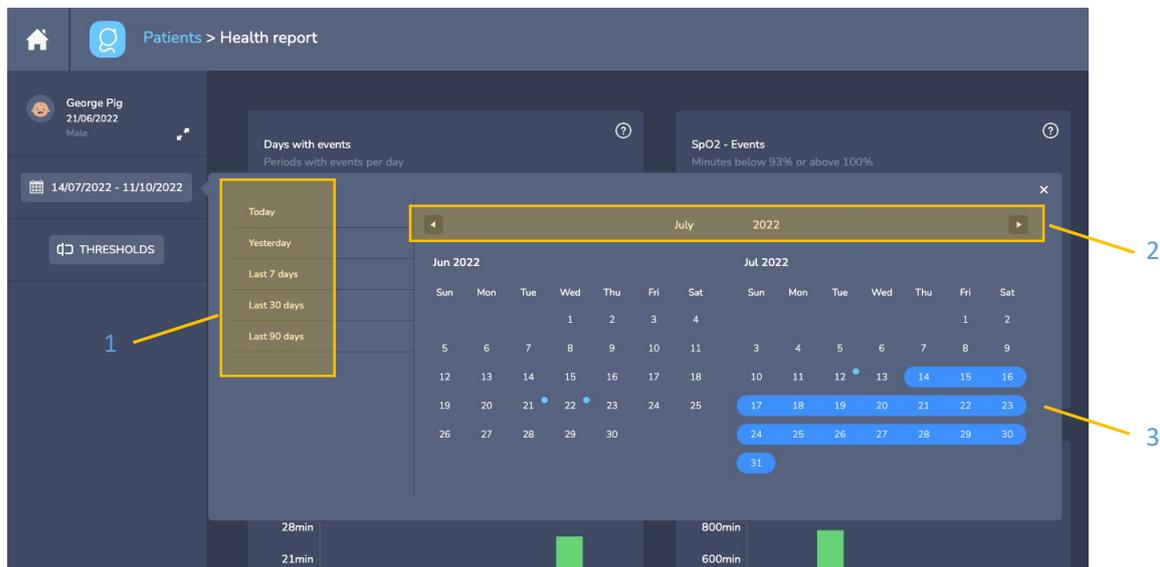 Patients > Health report
George Pig
21/06/2022
Male
14/07/2022 - 11/10/2022
THRESHOLDS
Days with events
Periods with events per day
SpO2 - Events
Minutes below 93% or above 100%
Today
Yesterday
Last 7 days
Last 30 days
Last 90 days
July 2022
Jun 2022
Sun Mon Tue Wed Thu Fri Sat
1 2 3 4
5 6 7 8 9 10 11
12 13 14 15 16 17 18
19 20 21 22 23 24 25
26 27 28 29 30
Jul 2022
Sun Mon Tue Wed Thu Fri Sat
1 2
3 4 5 6 7 8 9
10 11 12 13 14 15 16
17 18 19 20 21 22 23
24 25 26 27 28 29 30
31
28min
21min
800min
600min
1
2
3